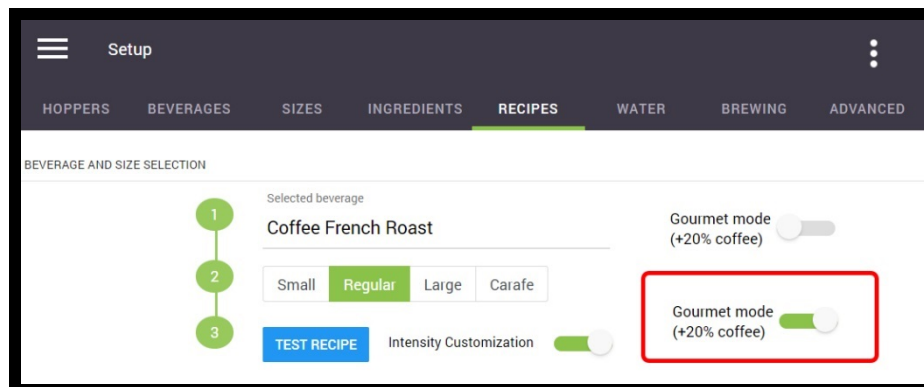 Setup
HOPPERS BEVERAGES SIZES INGREDIENTS RECIPES WATER BREWING ADVANCED
BEVERAGE AND SIZE SELECTION
1
Selected beverage
Coffee French Roast
Gourmet mode
(+20% coffee)
2
Small Regular Large Carafe
Gourmet mode
(+20% coffee)
3
TEST RECIPE Intensity Customization